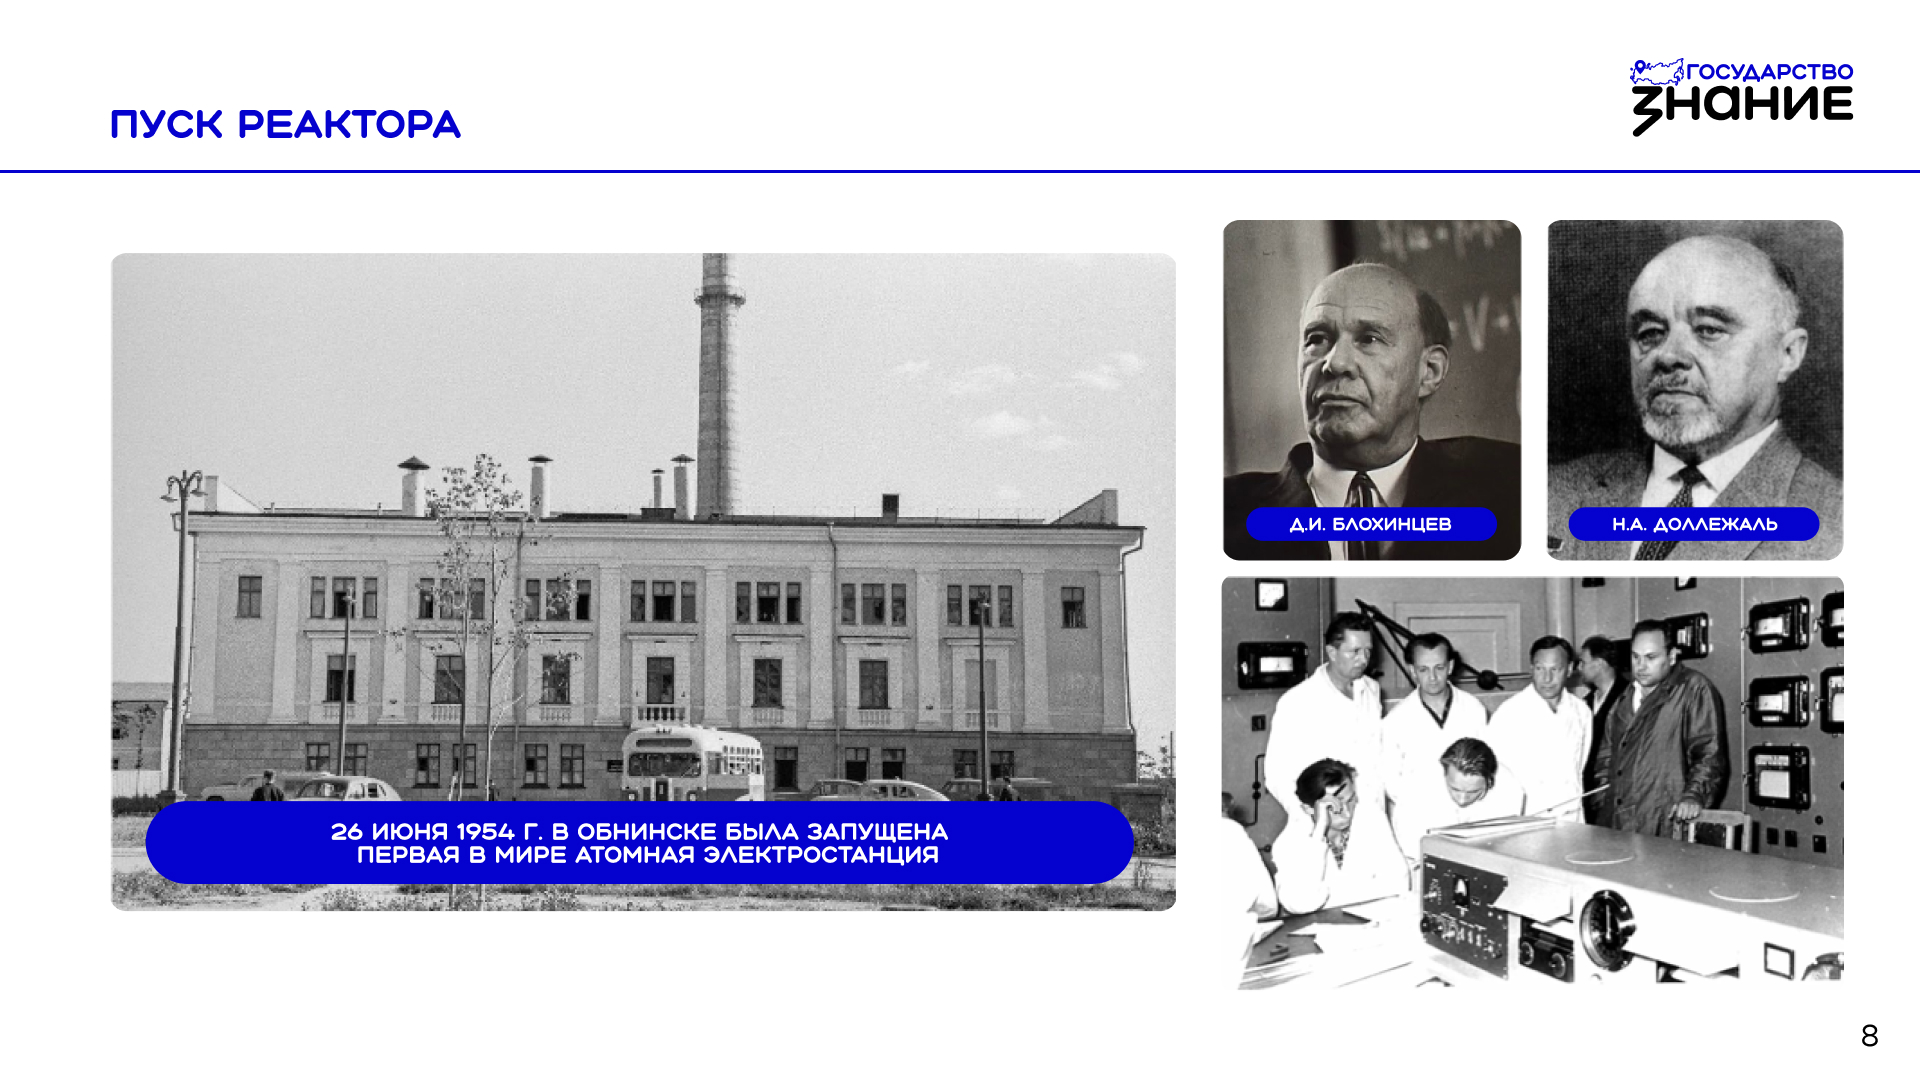 ГОСУДАРСТВО
ЗНАНИЕ
ПУСК РЕАКТОРА
Д.И. БЛОХИНЦЕВ
Н.А. ДОЛЛЕЖАЛЬ
26 ИЮНЯ 1954 Г. В ОБНИНСКЕ БЫЛА ЗАПУЩЕНА
ПЕРВАЯ В МИРЕ АТОМНАЯ ЭЛЕКТРОСТАНЦИЯ
8